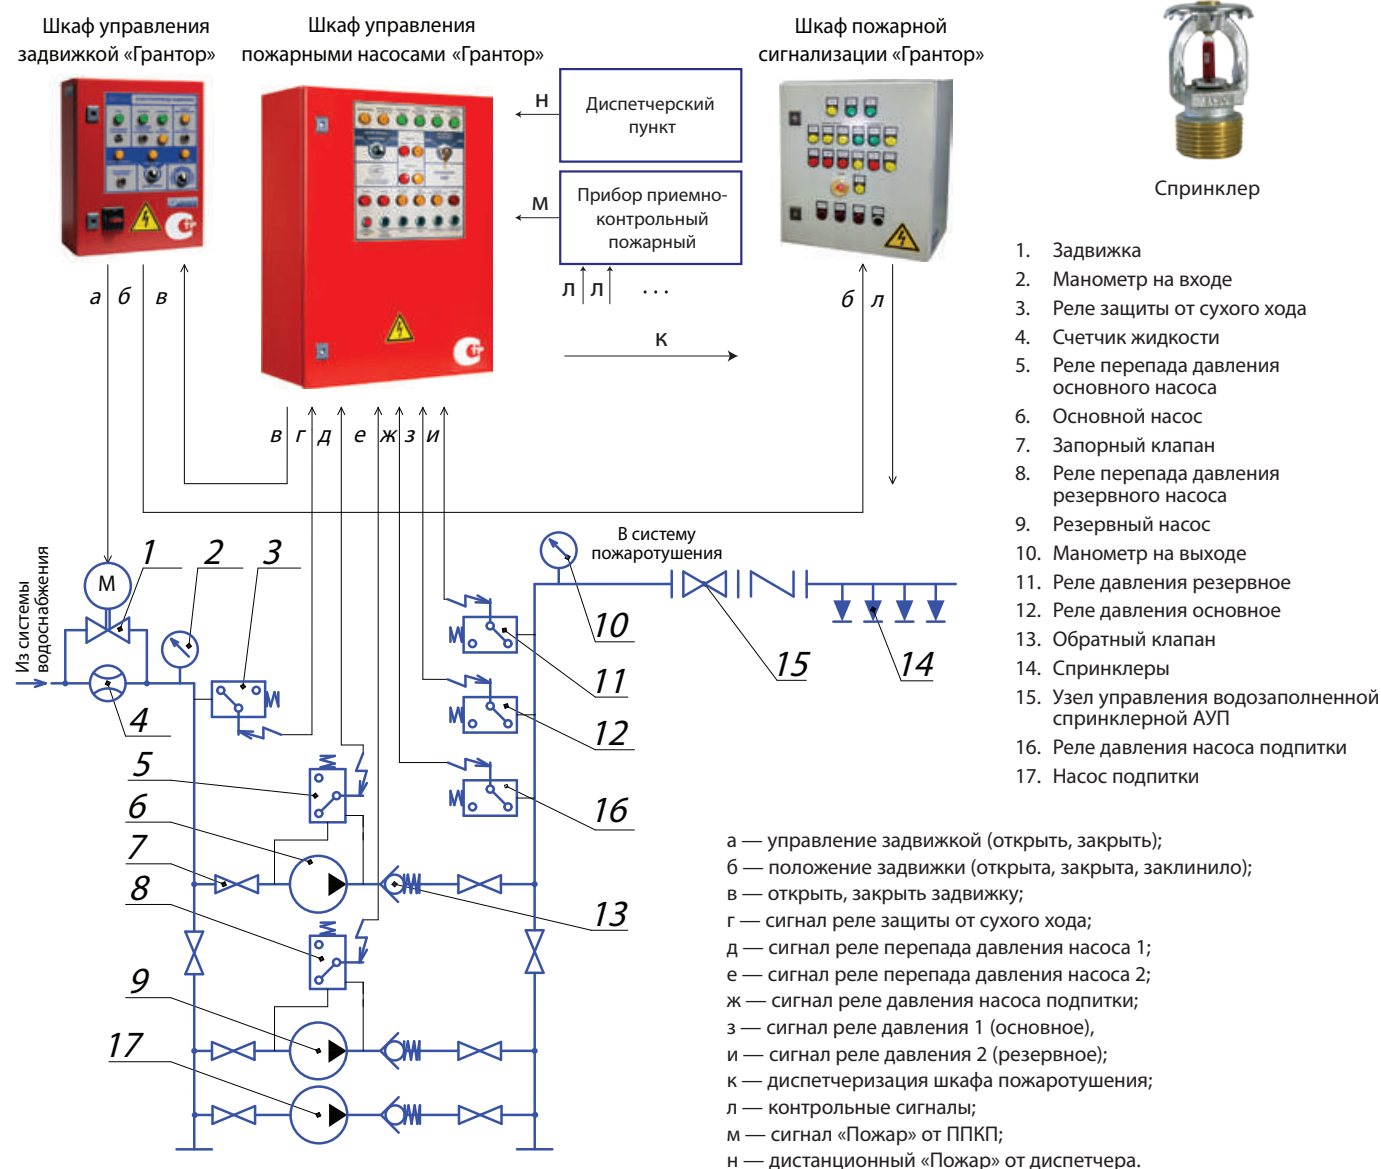 Шкаф управления
задвижкой «Грантор»
Шкаф управления
пожарными насосами «Грантор»
Шкаф пожарной
сигнализации «Грантор»
Спринклер
н
Диспетчерский
пункт
м
Прибор приемно-
контрольный
пожарный
л л . . .
к
а б в
б л
в г д е ж з и
Из системы
водоснабжения
М
В систему
пожаротушения
1 2 3
4
5
6
7
8
9
17
10
11
12
16
13
15
14
1. Задвижка
2. Манометр на входе
3. Реле защиты от сухого хода
4. Счетчик жидкости
5. Реле перепада давления
основного насоса
6. Основной насос
7. Запорный клапан
8. Реле перепада давления
резервного насоса
9. Резервный насос
10. Манометр на выходе
11. Реле давления резервное
12. Реле давления основное
13. Обратный клапан
14. Спринклеры
15. Узел управления водозаполненной
спринклерной АУП
16. Реле давления насоса подпитки
17. Насос подпитки
а — управление задвижкой (открыть, закрыть);
б — положение задвижки (открыта, закрыта, заклинило);
в — открыть, закрыть задвижку;
г — сигнал реле защиты от сухого хода;
д — сигнал реле перепада давления насоса 1;
е — сигнал реле перепада давления насоса 2;
ж — сигнал реле давления насоса подпитки;
з — сигнал реле давления 1 (основное),
и — сигнал реле давления 2 (резервное);
к — диспетчеризация шкафа пожаротушения;
л — контрольные сигналы;
м — сигнал «Пожар» от ППКП;
н — дистанционный «Пожар» от диспетчера.